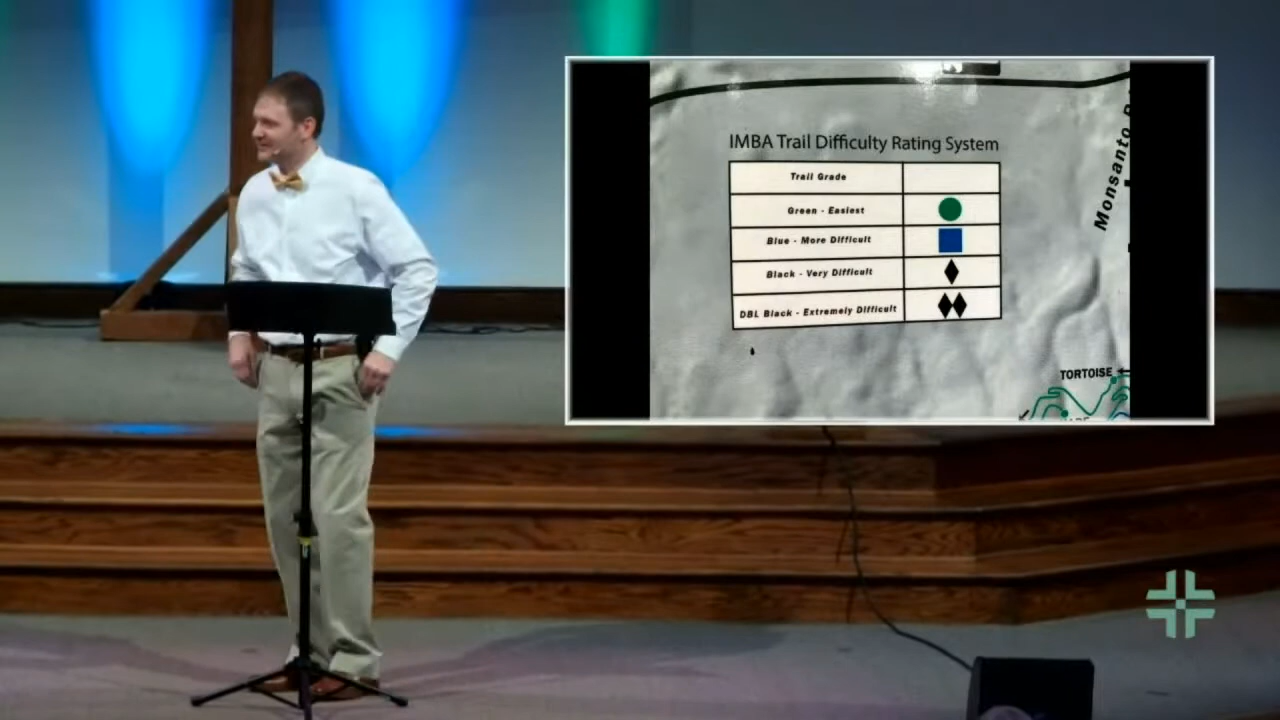 IMBA Trail Difficulty Rating System
Trail Grade
Green - Easiest
Blue - More Difficult
Black - Very Difficult
DBL Black - Extremely Difficult
Monsanto
TORTOISE